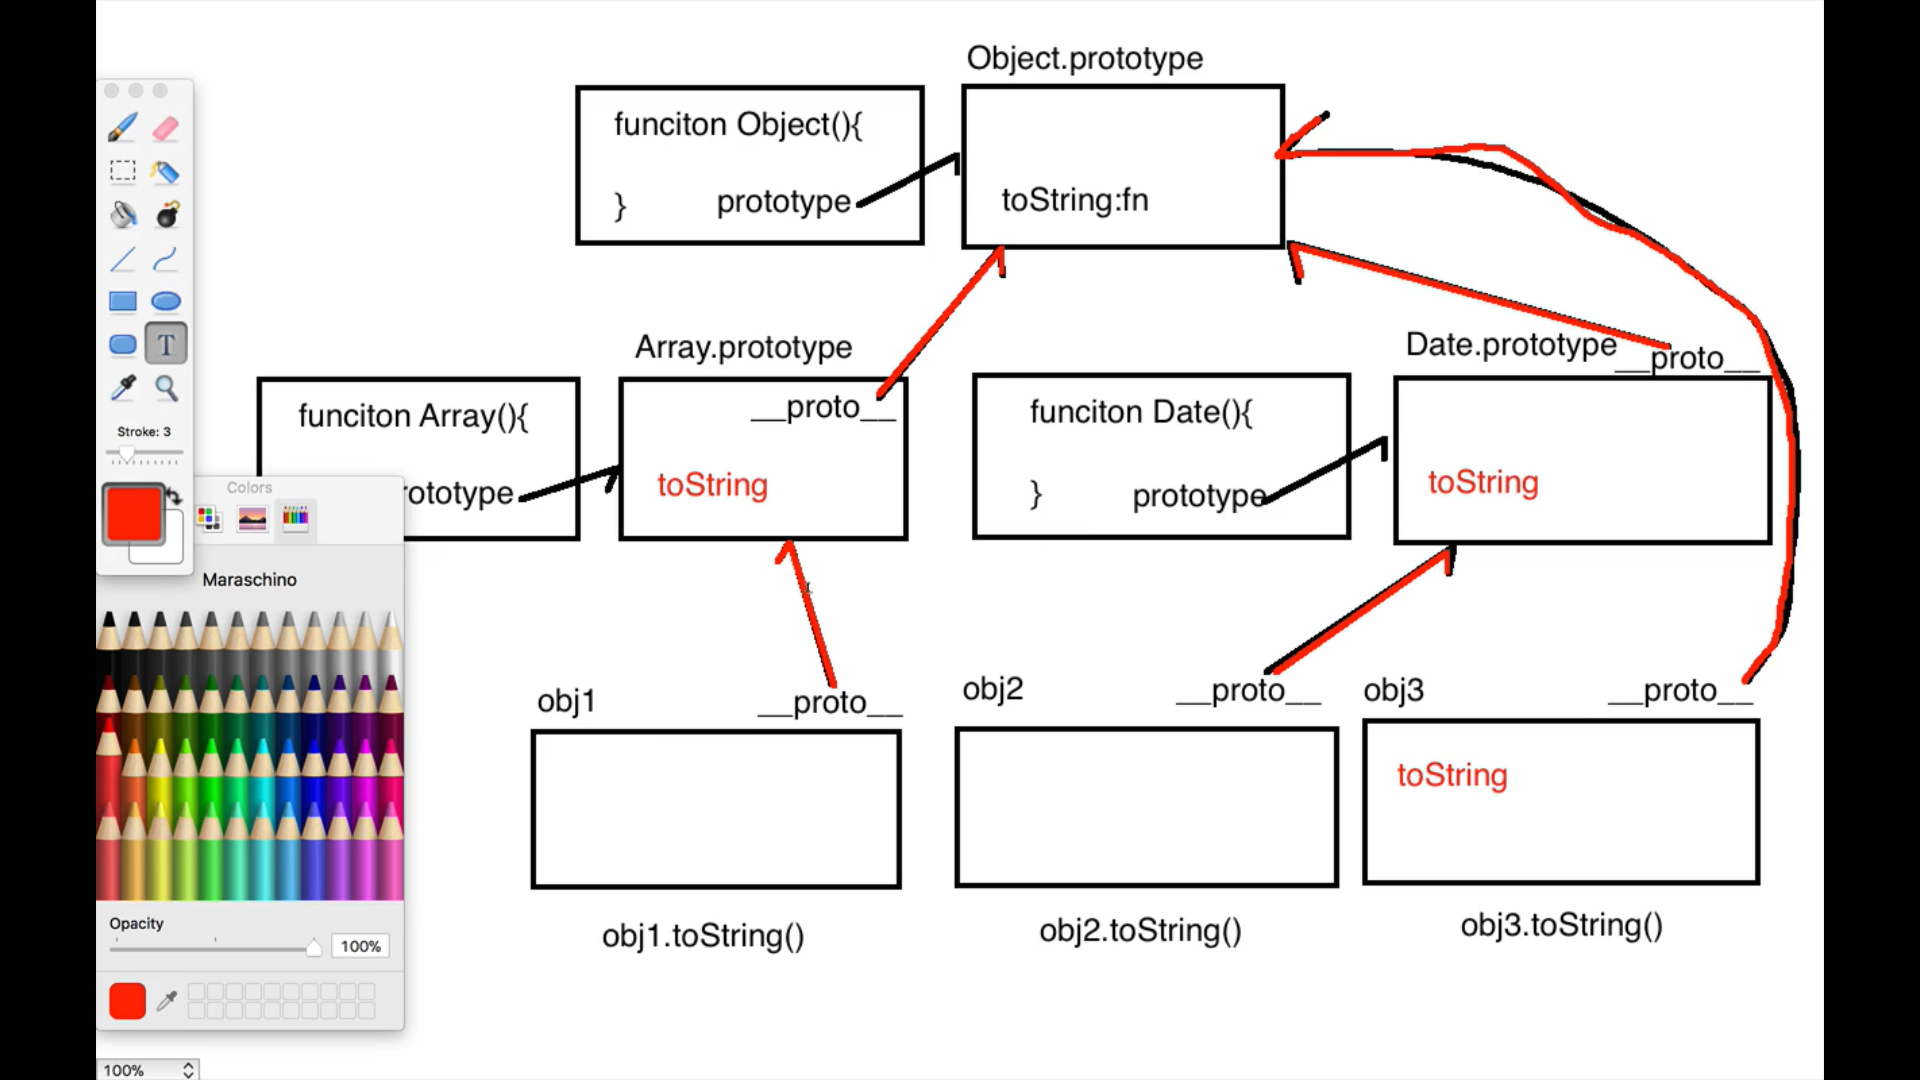 Object.prototype
funciton Object(){
prototype
}
toString:fn
Array.prototype
Date.prototype
__proto__
funciton Array(){
ototype
__proto__
toString
funciton Date(){
}
prototype
toString
Stroke: 3
T
Colors
Maraschino
Opacity
100%
100%
obj1
__proto__
obj2
__proto__
obj3
__proto__
toString
obj1.toString()
obj2.toString()
obj3.toString()